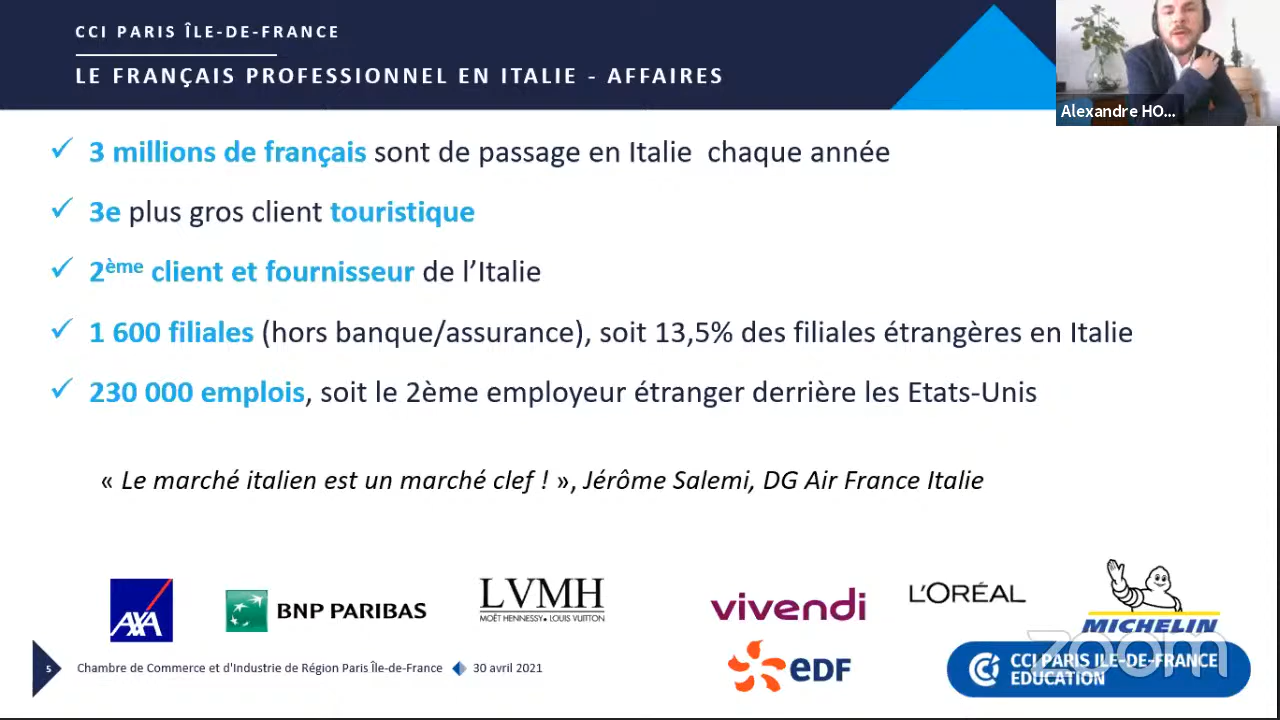 CCI PARIS ÎLE-DE-FRANCE
LE FRANÇAIS PROFESSIONNEL EN ITALIE - AFFAIRES
Alexandre HO...
✓ 3 millions de français sont de passage en Italie chaque année
✓ 3e plus gros client touristique
✓ 2ème client et fournisseur de l’Italie
✓ 1 600 filiales (hors banque/assurance), soit 13,5% des filiales étrangères en Italie
✓ 230 000 emplois, soit le 2ème employeur étranger derrière les Etats-Unis
« Le marché italien est un marché clef ! », Jérôme Salemi, DG Air France Italie
AXA
BNP PARIBAS
LVMH
MOËT HENNESSY • LOUIS VUITTON
vivendi
L'ORÉAL
MICHELIN
eDF
5
Chambre de Commerce et d'Industrie de Région Paris Île-de-France
30 avril 2021
CCI PARIS ILE-DE-FRANCE
EDUCATION
zoom